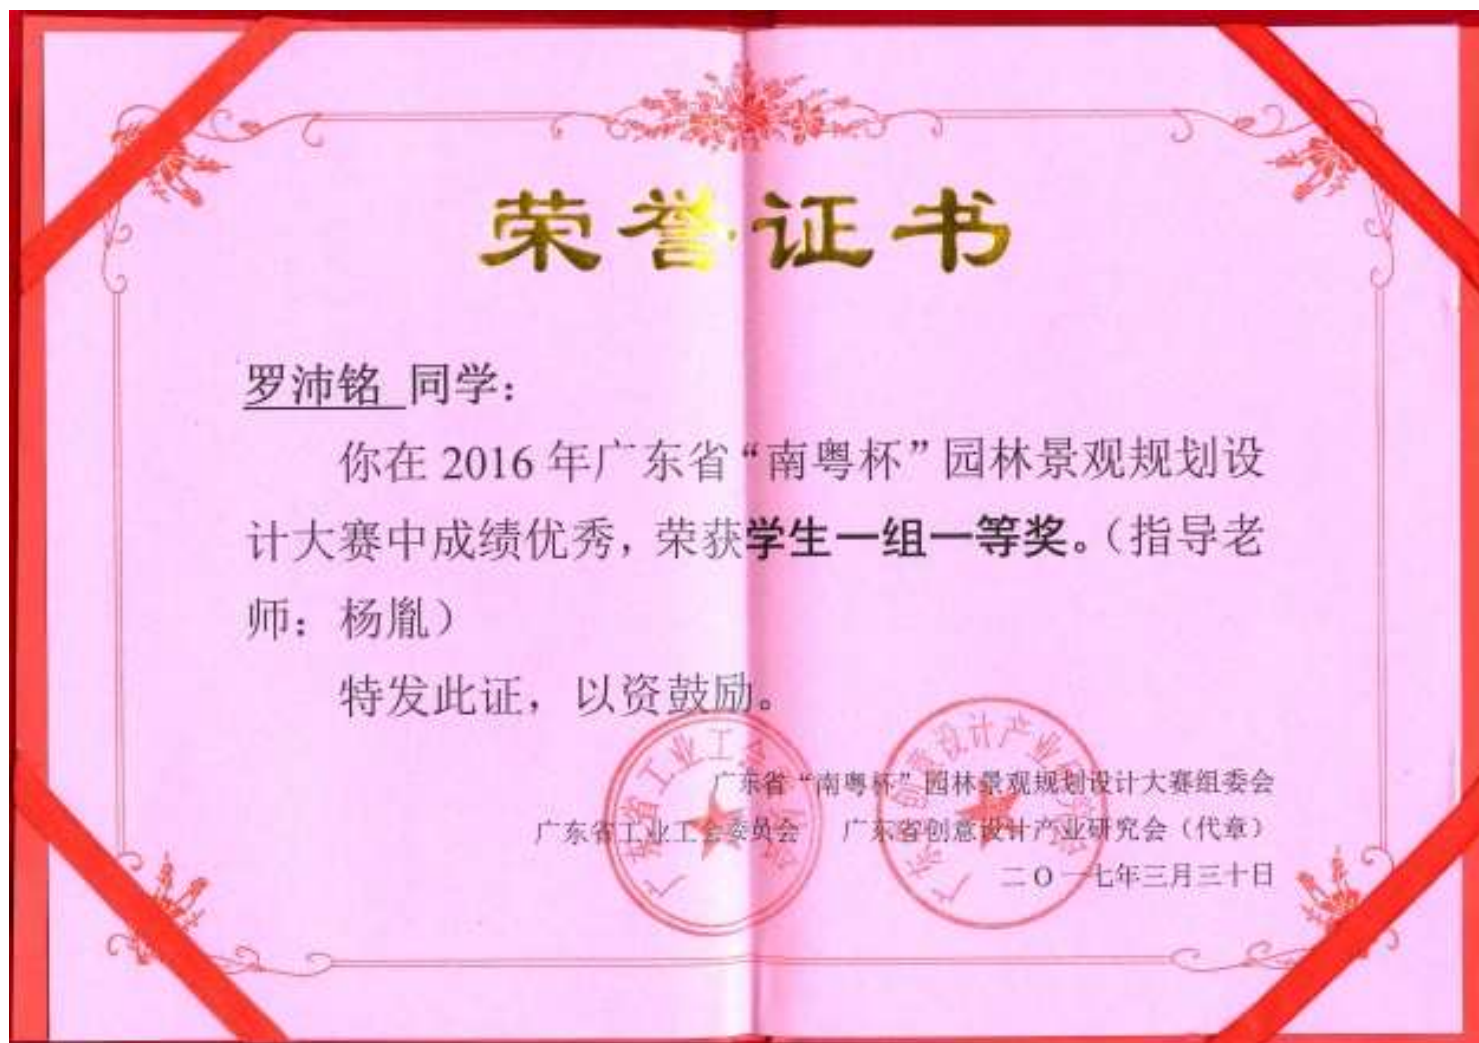 荣誉证书
罗沛铭 同学：
你在 2016 年广东省“南粤杯”园林景观规划设
计大赛中成绩优秀，荣获学生一组一等奖。（指导老
师：杨胤）
特发此证，以资鼓励。
广东省“南粤杯”园林景观规划设计大赛组委会
广东省工业工会委员会 广东省创意设计产业研究会（代章）
二O一七年三月三十日